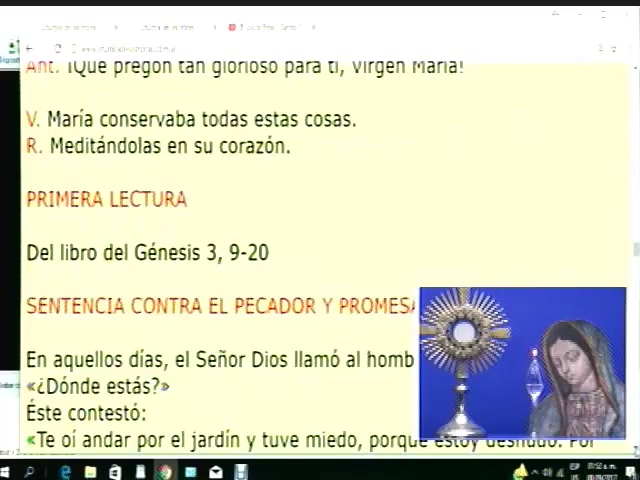 Ant. ¡Qué pregón tan glorioso para ti, Virgen María!
V. María conservaba todas estas cosas.
R. Meditándolas en su corazón.
PRIMERA LECTURA
Del libro del Génesis 3, 9-20
SENTENCIA CONTRA EL PECADOR Y PROMESA
En aquellos días, el Señor Dios llamó al homb
«¿Dónde estás?»
Éste contestó:
«Te oí andar por el jardín y tuve miedo, porque estoy desnudo. Por
ESP